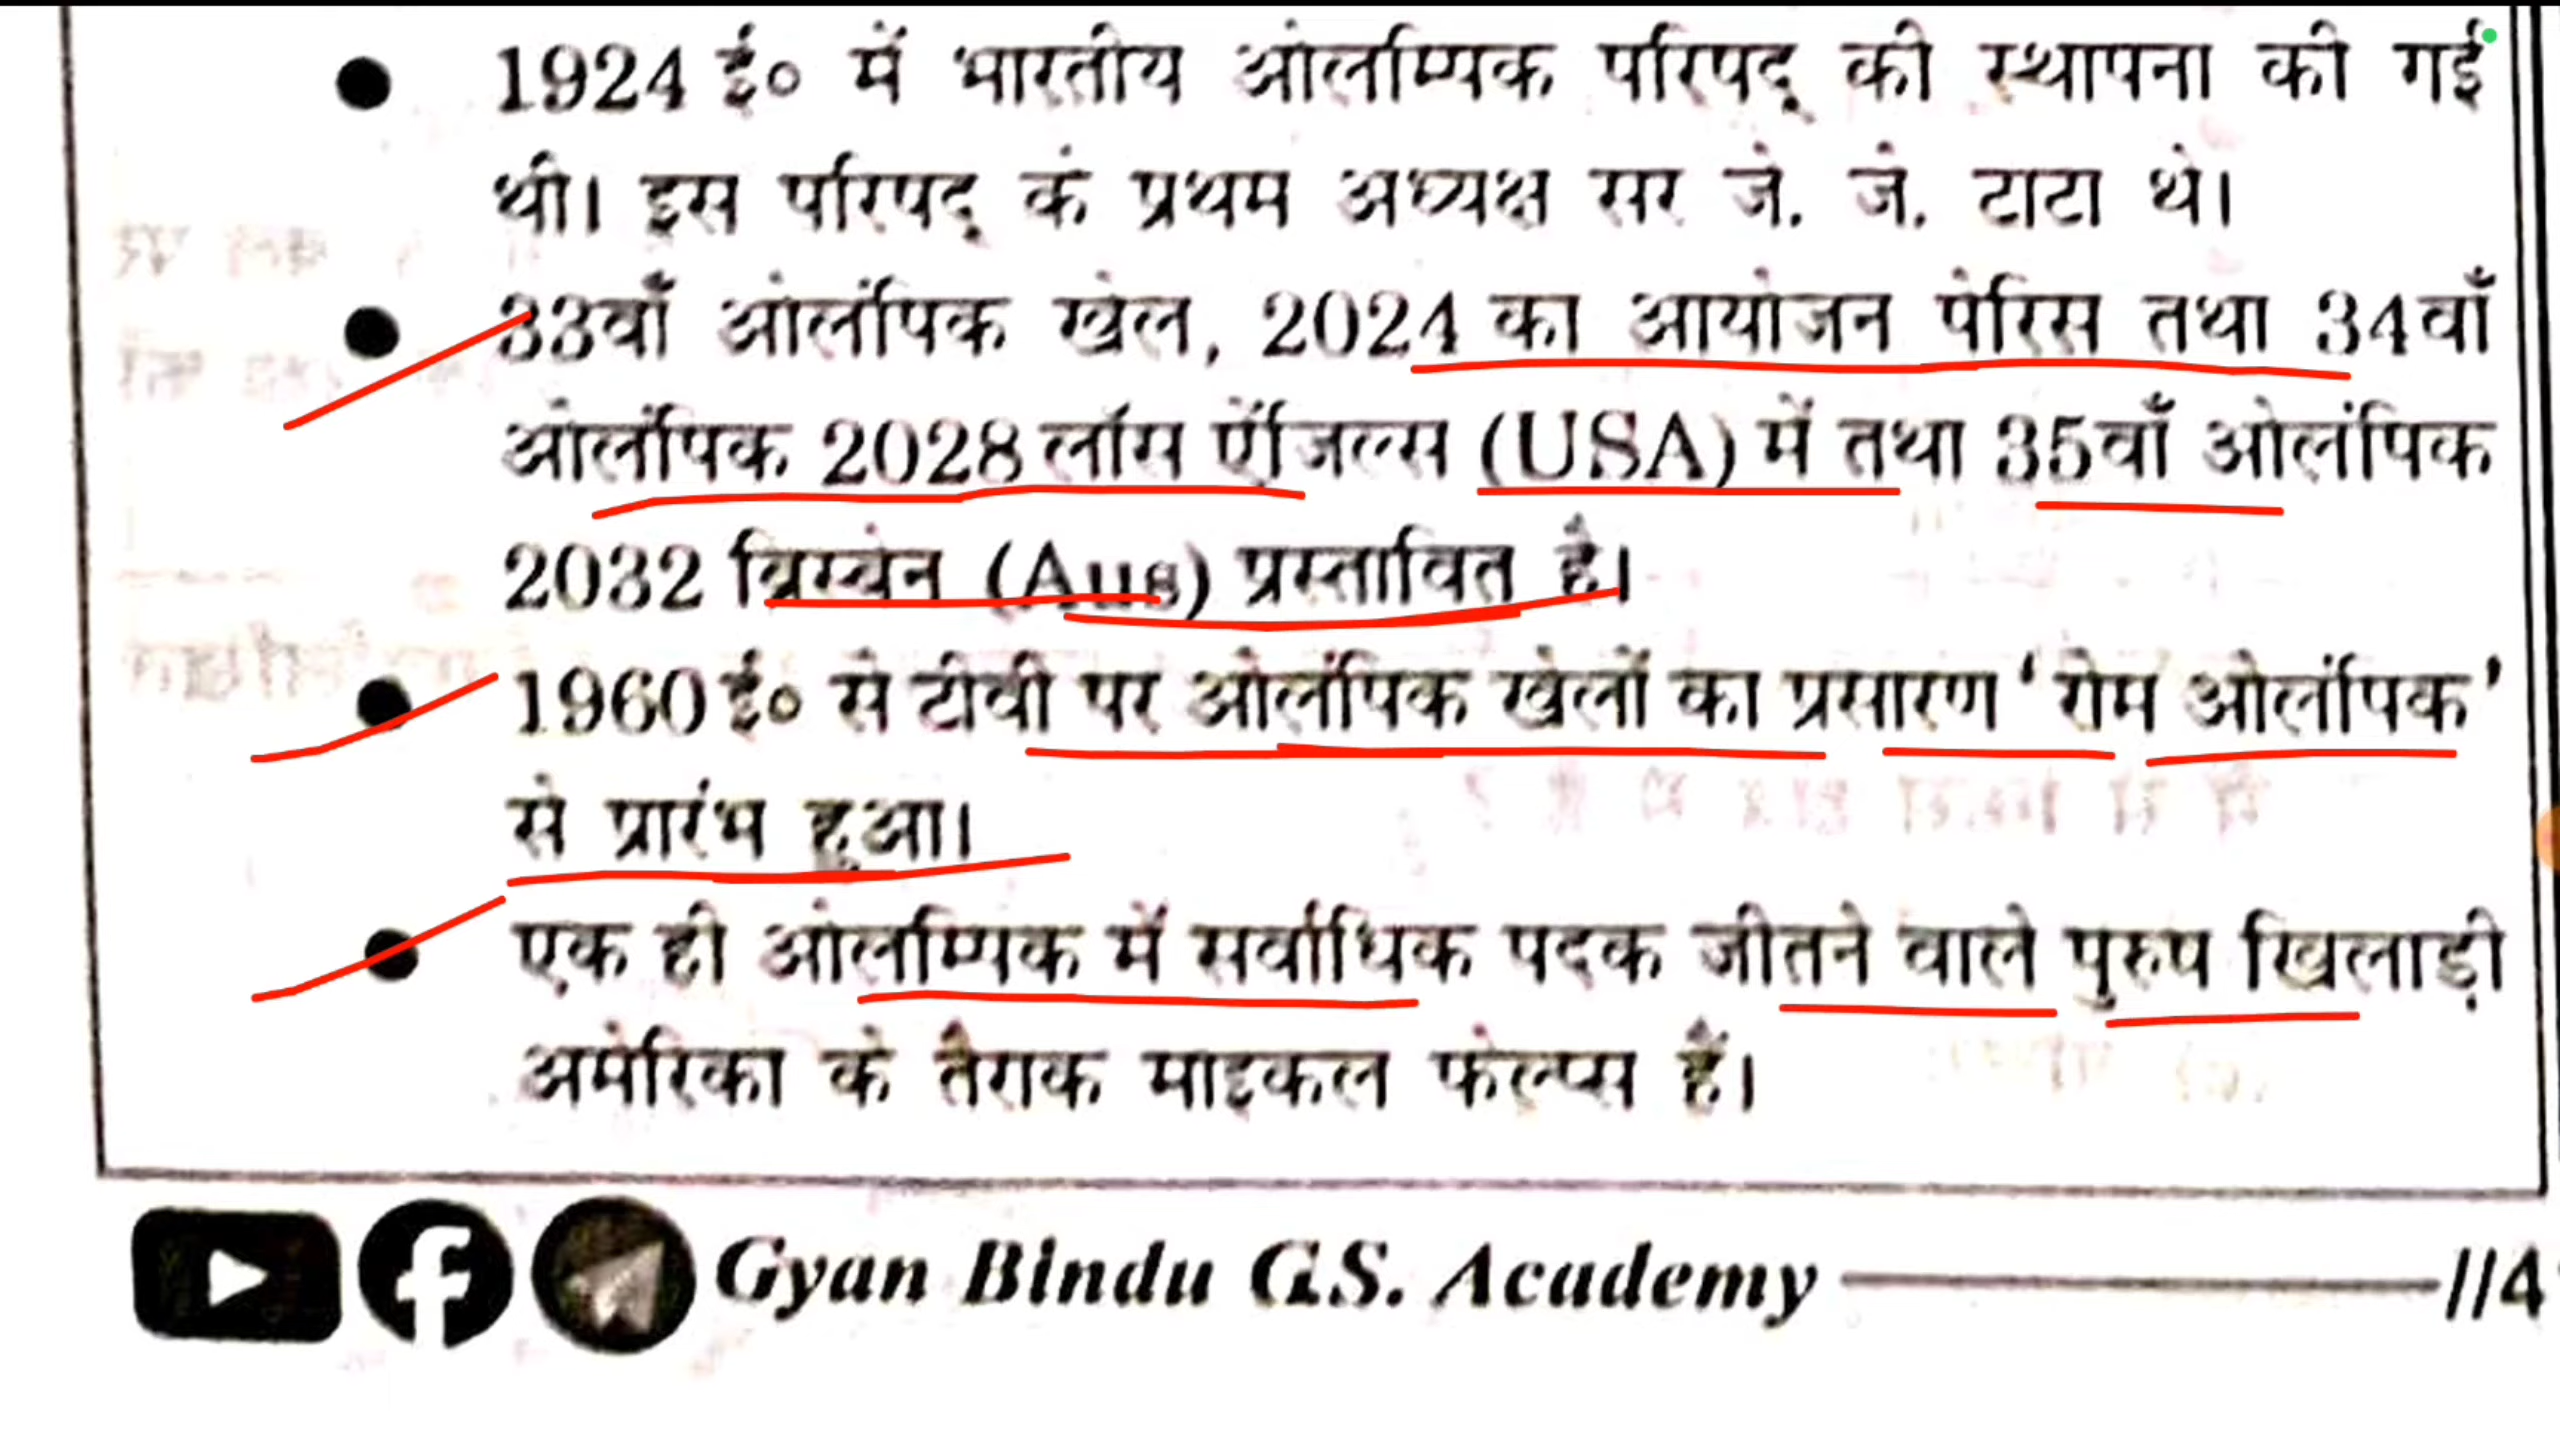 ● 1924 ई० में भारतीय ओलम्पिक परिषद् की स्थापना की गई
थी। इस परिषद् के प्रथम अध्यक्ष सर जे. जे. टाटा थे।
● 33वाँ ओलंपिक खेल, 2024 का आयोजन पेरिस तथा 34वाँ
ओलंपिक 2028 लॉस ऐंजिल्स (USA) में तथा 35वाँ ओलंपिक
2032 ब्रिस्बेन (Aus) प्रस्तावित है।
● 1960 ई० से टीवी पर ओलंपिक खेलों का प्रसारण 'रोम ओलंपिक'
से प्रारंभ हुआ।
● एक ही ओलम्पिक में सर्वाधिक पदक जीतने वाले पुरुष खिलाड़ी
अमेरिका के तैराक माइकल फेल्प्स हैं।
Gyan Bindu G.S. Academy //4